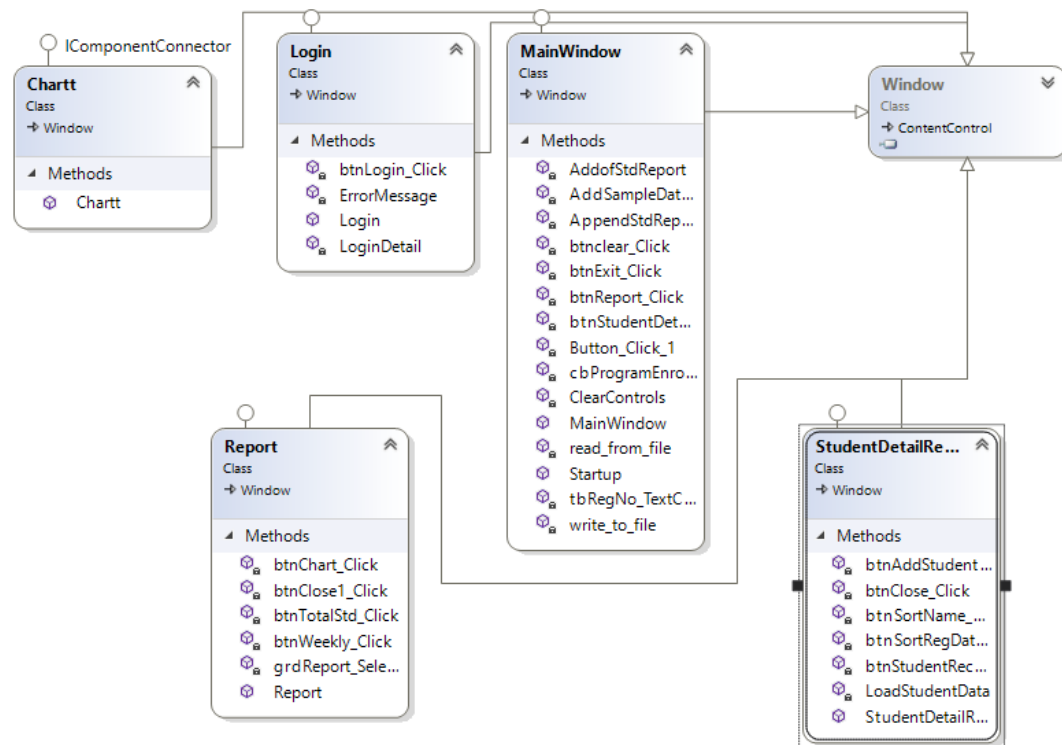 IComponentConnector
Chartt
Class
Window
Methods
Chartt
Login
Class
Window
Methods
btnLogin_Click
ErrorMessage
Login
LoginDetail
MainWindow
Class
Window
Methods
AddofStdReport
AddSampleDat...
AppendStdRep...
btnclear_Click
btnExit_Click
btnReport_Click
btnStudentDet...
Button_Click_1
cbProgramEnro...
ClearControls
MainWindow
read_from_file
Startup
tbRegNo_TextC...
write_to_file
Window
Class
ContentControl
Report
Class
Window
Methods
btnChart_Click
btnClose1_Click
btnTotalStd_Click
btnWeekly_Click
grdReport_Sele...
Report
StudentDetailRe...
Class
Window
Methods
btnAddStudent...
btnClose_Click
btnSortName_...
btnSortRegDat...
btnStudentRec...
LoadStudentData
StudentDetailR...